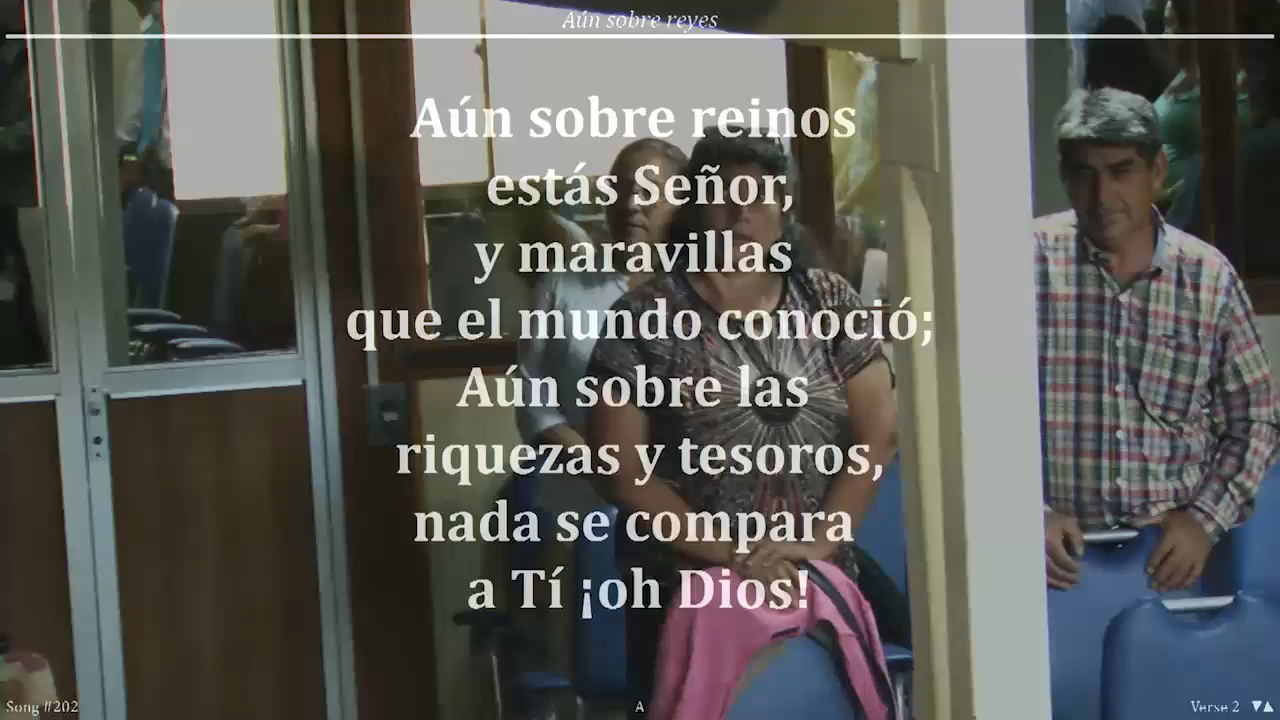 Aún sobre reyes
Aún sobre reinos
estás Señor,
y maravillas
que el mundo conoció;
Aún sobre las
riquezas y tesoros,
nada se compara
a Tí ¡oh Dios!
Song #202
A
Verse 2 ▼▲